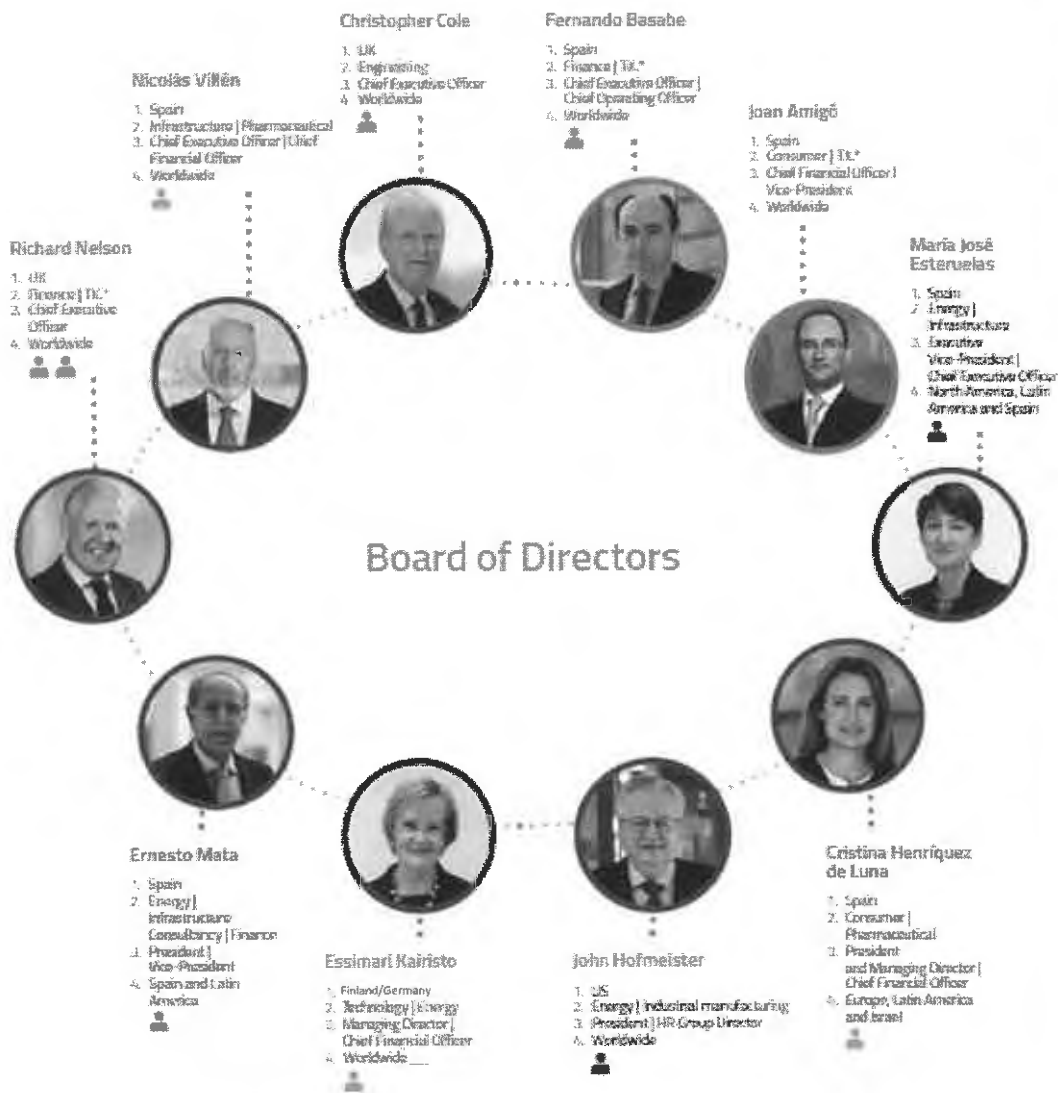 Christopher Cole
1. UK
2. Engineering
3. Chief Executive Officer
4. Worldwide
Fernando Basabe
1. Spain
2. Finance | TIC*
3. Chief Executive Officer |
Chief Operating Officer
4. Worldwide
Nicolás Villén
1. Spain
2. Infrastructure | Pharmaceutical
3. Chief Executive Officer | Chief
Financial Officer
4. Worldwide
Joan Amigó
1. Spain
2. Consumer | TIC*
3. Chief Financial Officer |
Vice-President
4. Worldwide
Richard Nelson
1. UK
2. Finance | TIC*
3. Chief Executive
Officer
4. Worldwide
María José
Esteruelas
1. Spain
2. Energy |
Infrastructure
3. Executive
Vice-President |
Chief Executive Officer
4. North America, Latin
America and Spain
Board of Directors
Ernesto Mata
1. Spain
2. Energy |
Infrastructure
Consultancy | Finance
3. President |
Vice-President
4. Spain and Latin
America
Essimari Kairisto
1. Finland/Germany
2. Technology | Energy
3. Managing Director |
Chief Financial Officer
4. Worldwide
John Hofmeister
1. US
2. Energy | Industrial manufacturing
3. President | HR Group Director
4. Worldwide
Cristina Henríquez
de Luna
1. Spain
2. Consumer |
Pharmaceutical
3. President
and Managing Director |
Chief Financial Officer
4. Europe, Latin America
and Israel